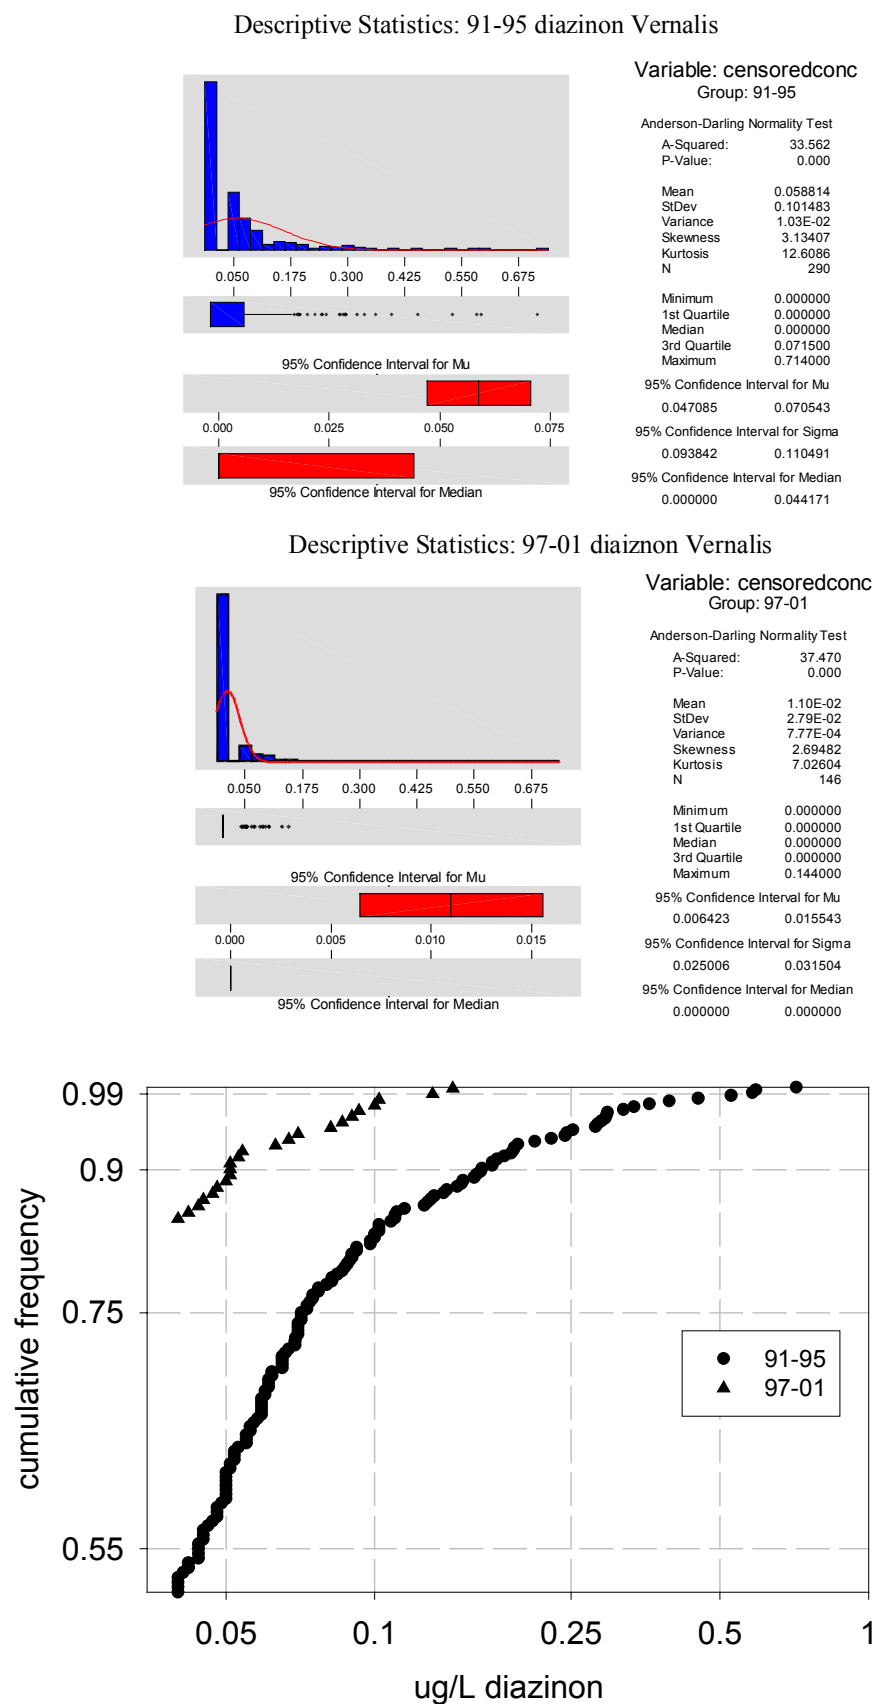 Descriptive Statistics: 91-95 diazinon Vernalis
Variable: censoredconc
Group: 91-95
Anderson-Darling Normality Test
A-Squared: 33.562
P-Value: 0.000
Mean 0.058814
StDev 0.101483
Variance 1.03E-02
Skewness 3.13407
Kurtosis 12.6086
N 290
Minimum 0.000000
1st Quartile 0.000000
Median 0.000000
3rd Quartile 0.071500
Maximum 0.714000
95% Confidence Interval for Mu
0.047085 0.070543
95% Confidence Interval for Sigma
0.093842 0.110491
95% Confidence Interval for Median
0.000000 0.044171
0.050 0.175 0.300 0.425 0.550 0.675
95% Confidence Interval for Mu
0.000 0.025 0.050 0.075
95% Confidence Interval for Median
Descriptive Statistics: 97-01 diaiznon Vernalis
Variable: censoredconc
Group: 97-01
Anderson-Darling Normality Test
A-Squared: 37.470
P-Value: 0.000
Mean 1.10E-02
StDev 2.79E-02
Variance 7.77E-04
Skewness 2.69482
Kurtosis 7.02604
N 146
Minimum 0.000000
1st Quartile 0.000000
Median 0.000000
3rd Quartile 0.000000
Maximum 0.144000
95% Confidence Interval for Mu
0.006423 0.015543
95% Confidence Interval for Sigma
0.025006 0.031504
95% Confidence Interval for Median
0.000000 0.000000
0.050 0.175 0.300 0.425 0.550 0.675
95% Confidence Interval for Mu
0.000 0.005 0.010 0.015
95% Confidence Interval for Median
cumulative frequency
0.99
0.9
0.75
0.55
91-95
97-01
0.05 0.1 0.25 0.5 1
ug/L diazinon